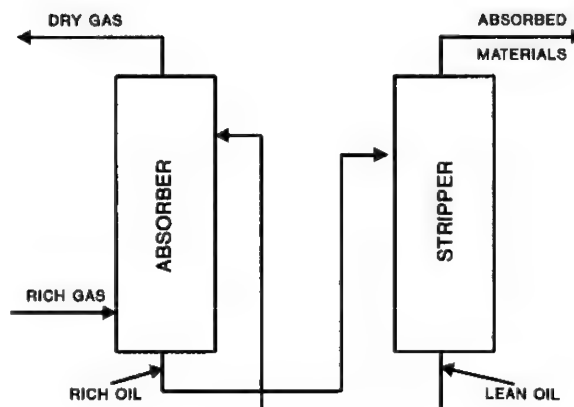 DRY GAS
ABSORBED
MATERIALS
ABSORBER
STRIPPER
RICH GAS
RICH OIL
LEAN OIL